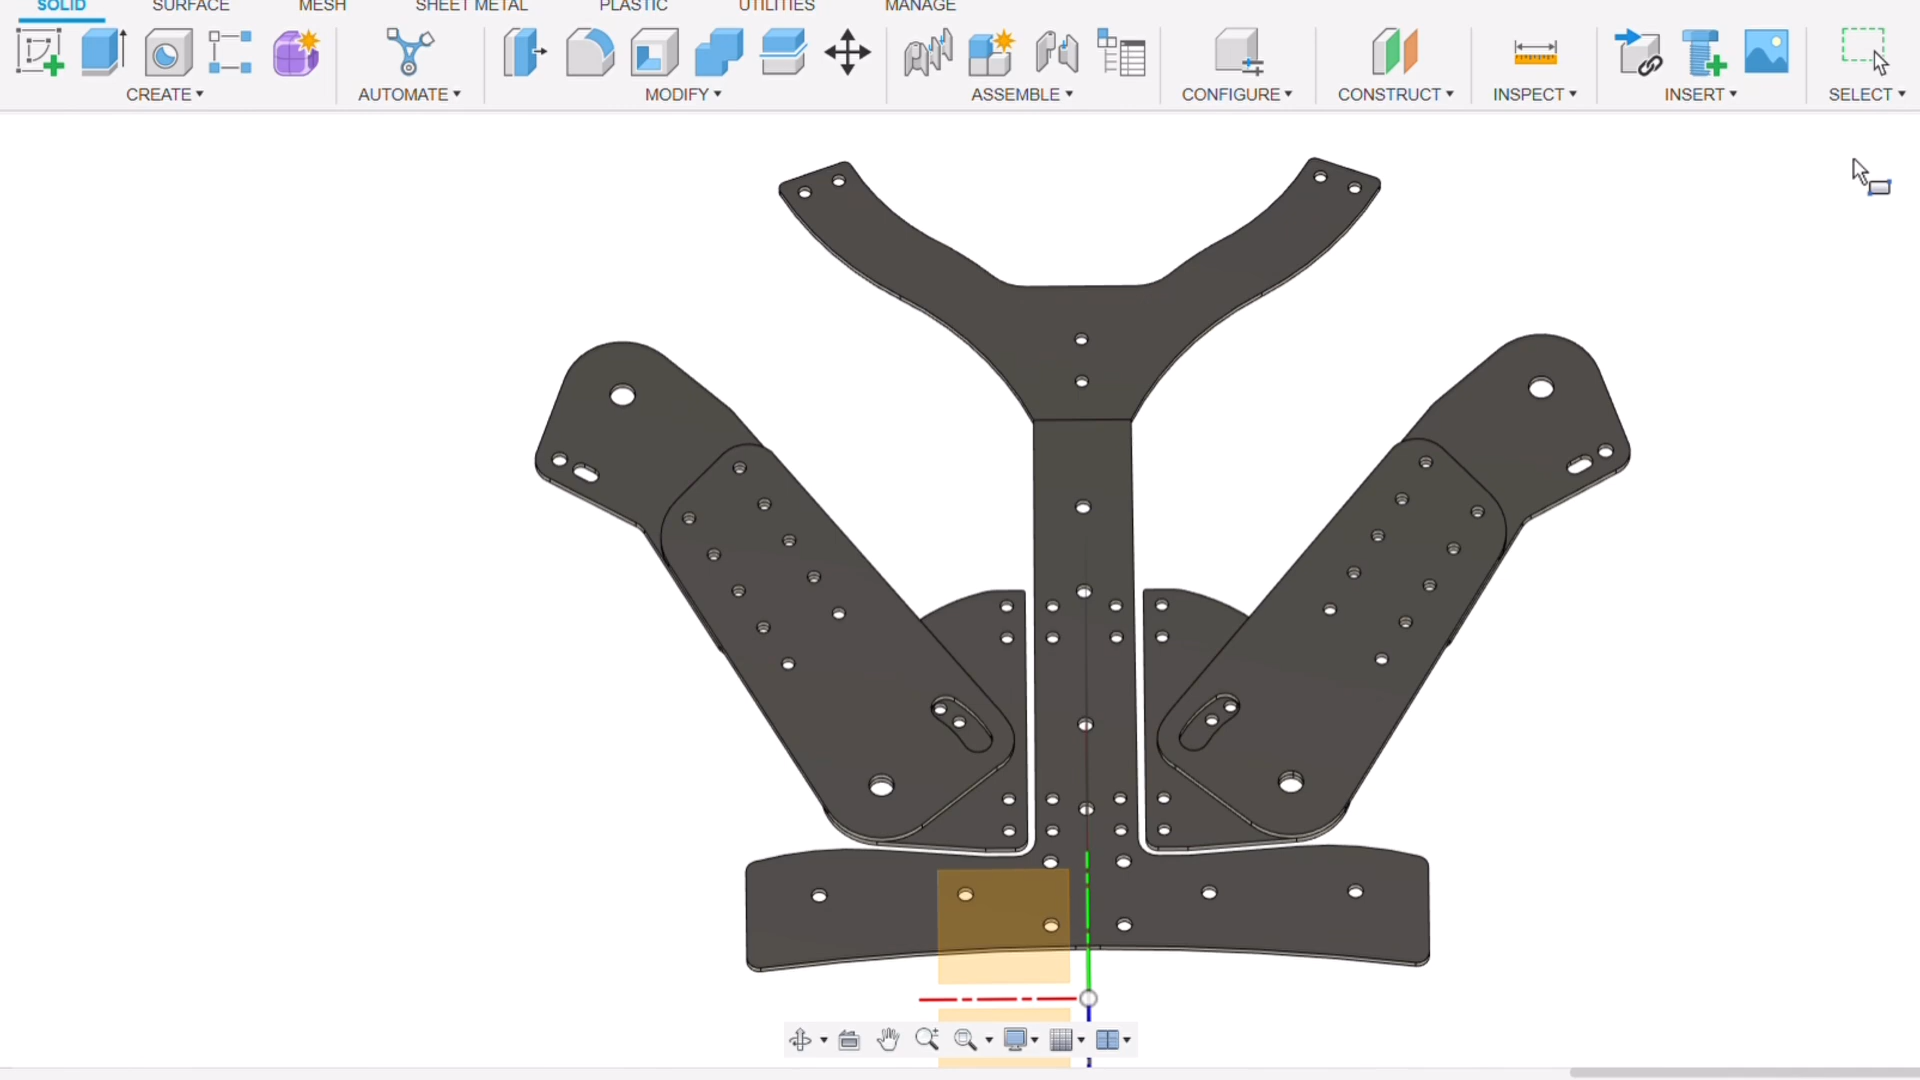 SOLID SURFACE MESH SHEET METAL PLASTIC UTILITIES MANAGE
CREATE AUTOMATE MODIFY ASSEMBLE CONFIGURE CONSTRUCT INSPECT INSERT SELECT